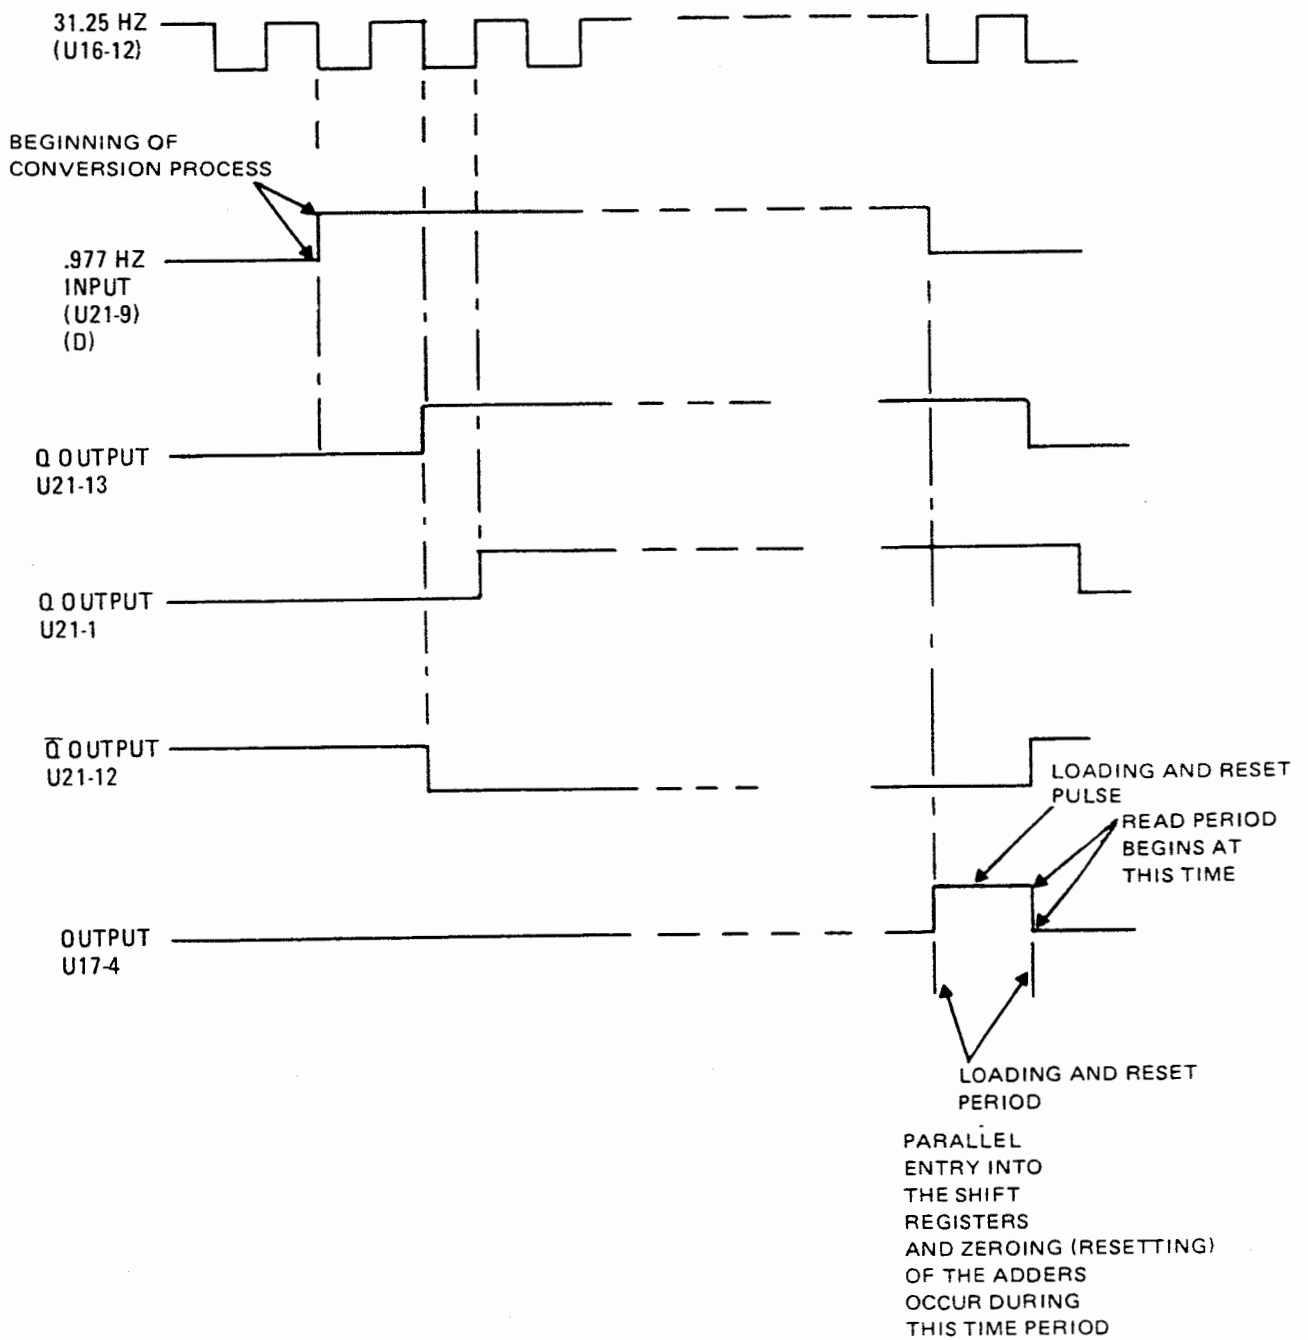 31.25 HZ
(U16-12)
BEGINNING OF
CONVERSION PROCESS
.977 HZ
INPUT
(U21-9)
(D)
Q OUTPUT
U21-13
Q OUTPUT
U21-1
Q̅ OUTPUT
U21-12
LOADING AND RESET
PULSE
READ PERIOD
BEGINS AT
THIS TIME
OUTPUT
U17-4
LOADING AND RESET
PERIOD
PARALLEL
ENTRY INTO
THE SHIFT
REGISTERS
AND ZEROING (RESETTING)
OF THE ADDERS
OCCUR DURING
THIS TIME PERIOD